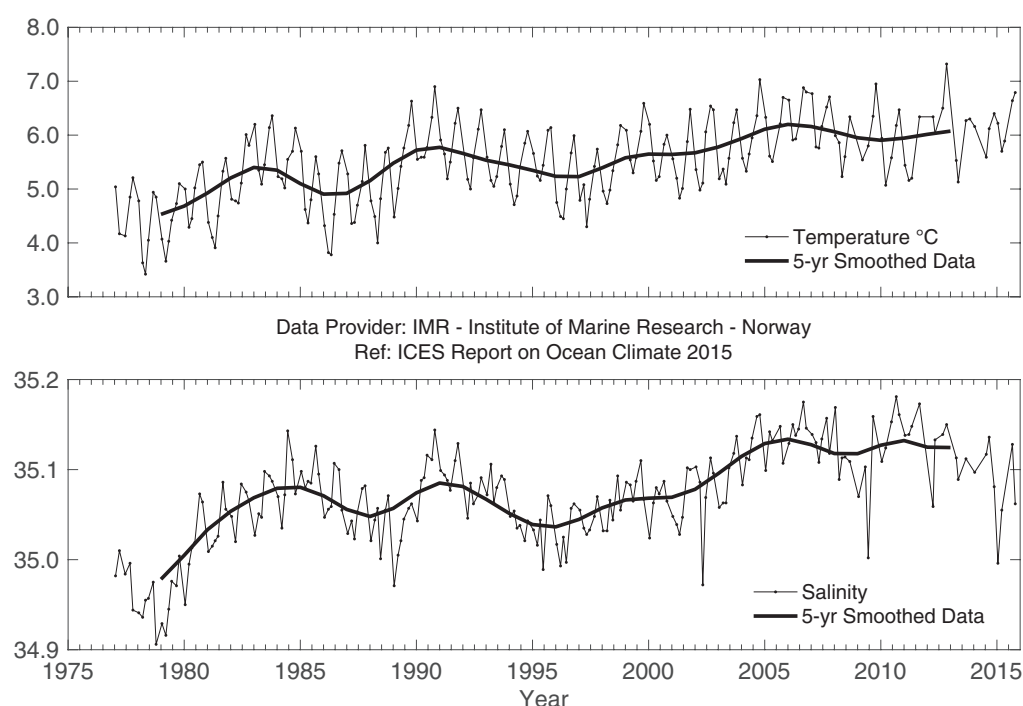 8.0
7.0
6.0
5.0
4.0
3.0
Temperature °C
5-yr Smoothed Data
Data Provider: IMR - Institute of Marine Research - Norway
Ref: ICES Report on Ocean Climate 2015
35.2
35.1
35.0
34.9
Salinity
5-yr Smoothed Data
1975 1980 1985 1990 1995 2000 2005 2010 2015
Year